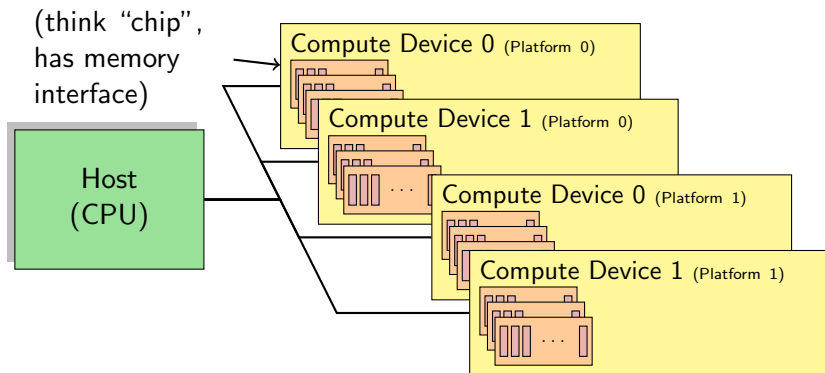 (think “chip”,
has memory
interface)
Host
(CPU)
Compute Device 0 (Platform 0)
Compute Device 1 (Platform 0)
· · ·
Compute Device 0 (Platform 1)
Compute Device 1 (Platform 1)
· · ·